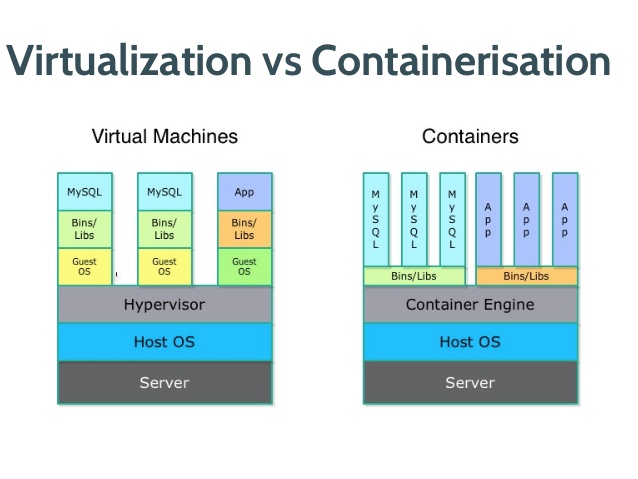 Virtualization vs Containerisation
Virtual Machines
MySQL
MySQL
App
Bins/
Libs
Bins/
Libs
Bins/
Libs
Guest
OS
Guest
OS
Guest
OS
Hypervisor
Host OS
Server
Containers
MySQL
MySQL
MySQL
App
App
App
Bins/Libs
Bins/Libs
Container Engine
Host OS
Server